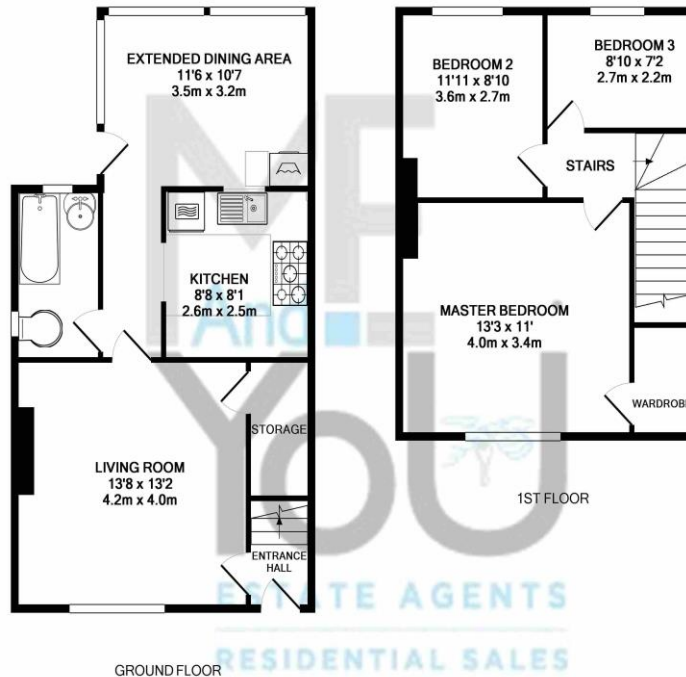 EXTENDED DINING AREA
11'6 x 10'7
3.5m x 3.2m
KITCHEN
8'8 x 8'1
2.6m x 2.5m
LIVING ROOM
13'8 x 13'2
4.2m x 4.0m
STORAGE
ENTRANCE
HALL
GROUND FLOOR
BEDROOM 2
11'11 x 8'10
3.6m x 2.7m
BEDROOM 3
8'10 x 7'2
2.7m x 2.2m
STAIRS
MASTER BEDROOM
13'3 x 11'
4.0m x 3.4m
WARDROBE
1ST FLOOR
ME
And
YOU
ESTATE AGENTS
RESIDENTIAL SALES